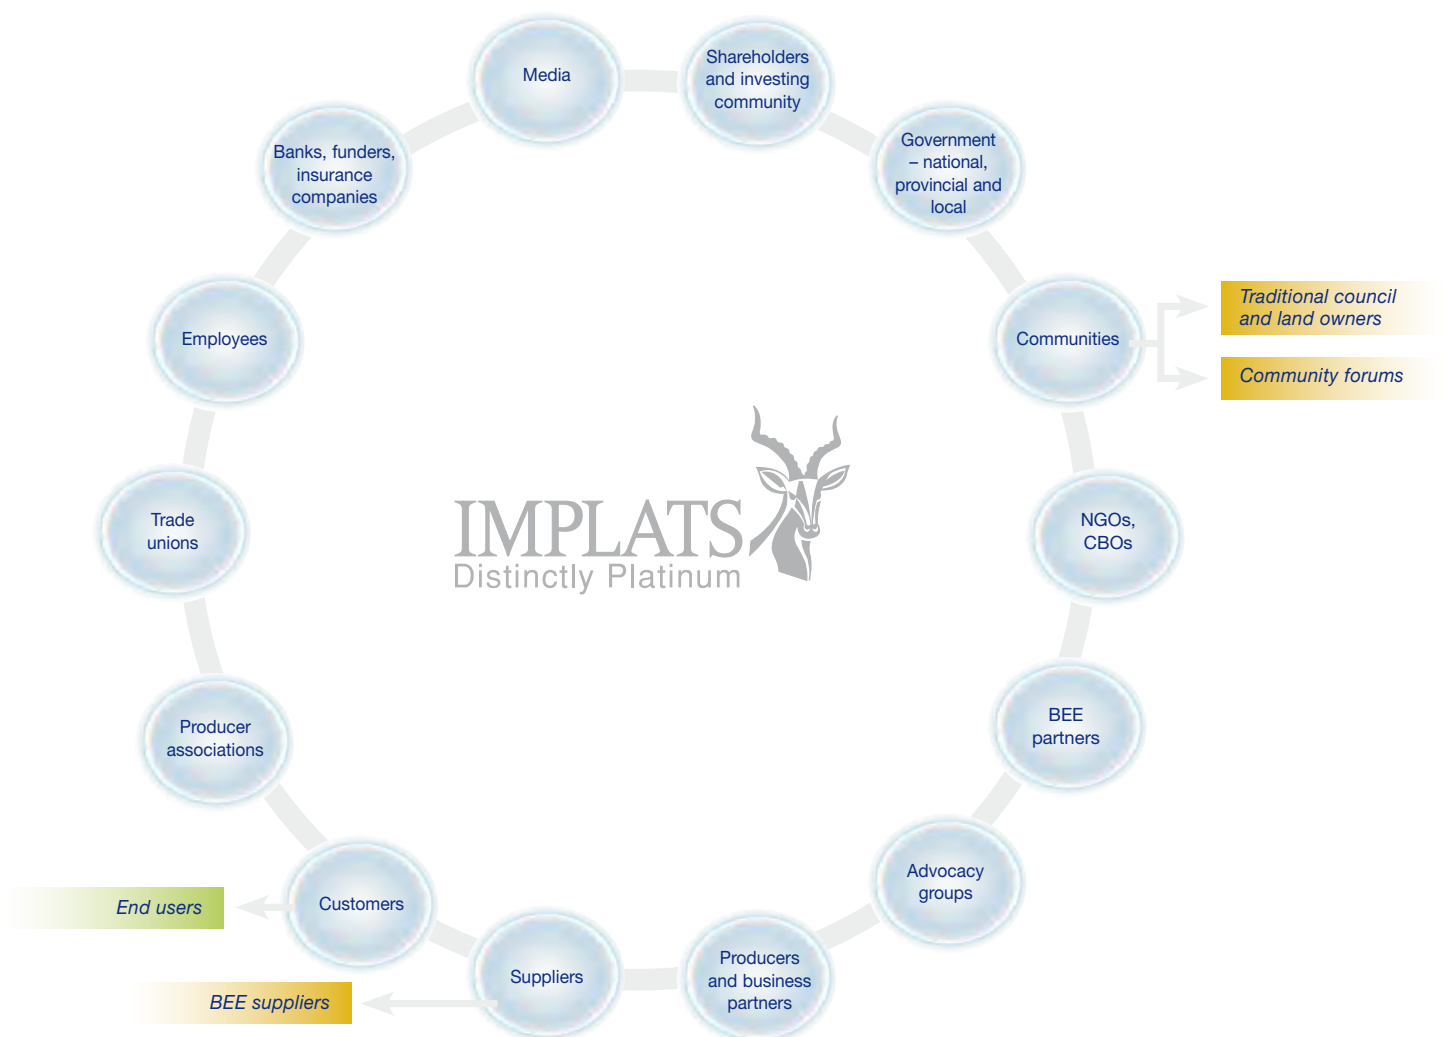 Media
Shareholders
and investing
community
Government
– national,
provincial and
local
Communities
Traditional council
and land owners
Community forums
NGOs,
CBOs
BEE
partners
Advocacy
groups
Producers
and business
partners
Suppliers
BEE suppliers
Customers
End users
Producer
associations
Trade
unions
Employees
Banks, funders,
insurance
companies
IMPLATS
Distinctly Platinum